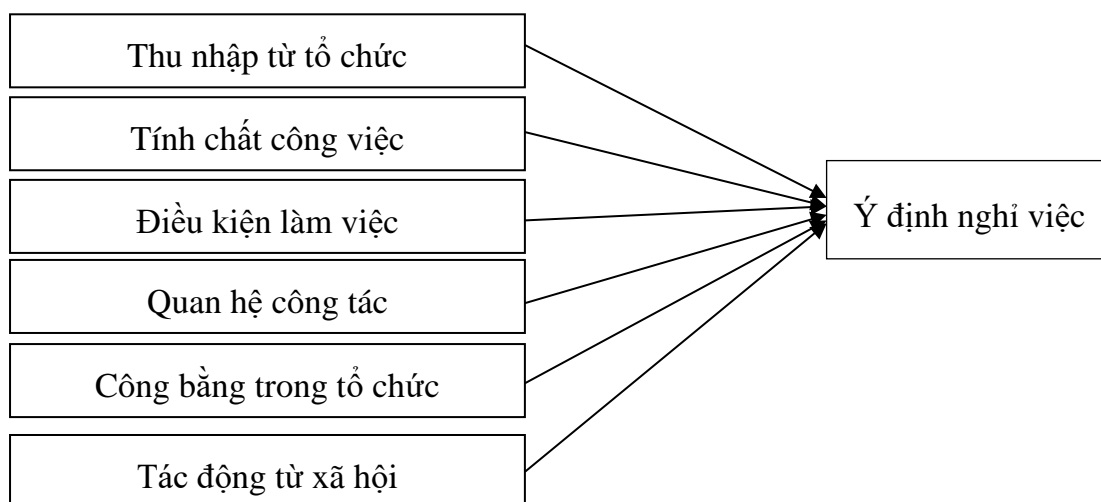 Thu nhập từ tổ chức
Tính chất công việc
Điều kiện làm việc
Quan hệ công tác
Công bằng trong tổ chức
Tác động từ xã hội
Ý định nghỉ việc